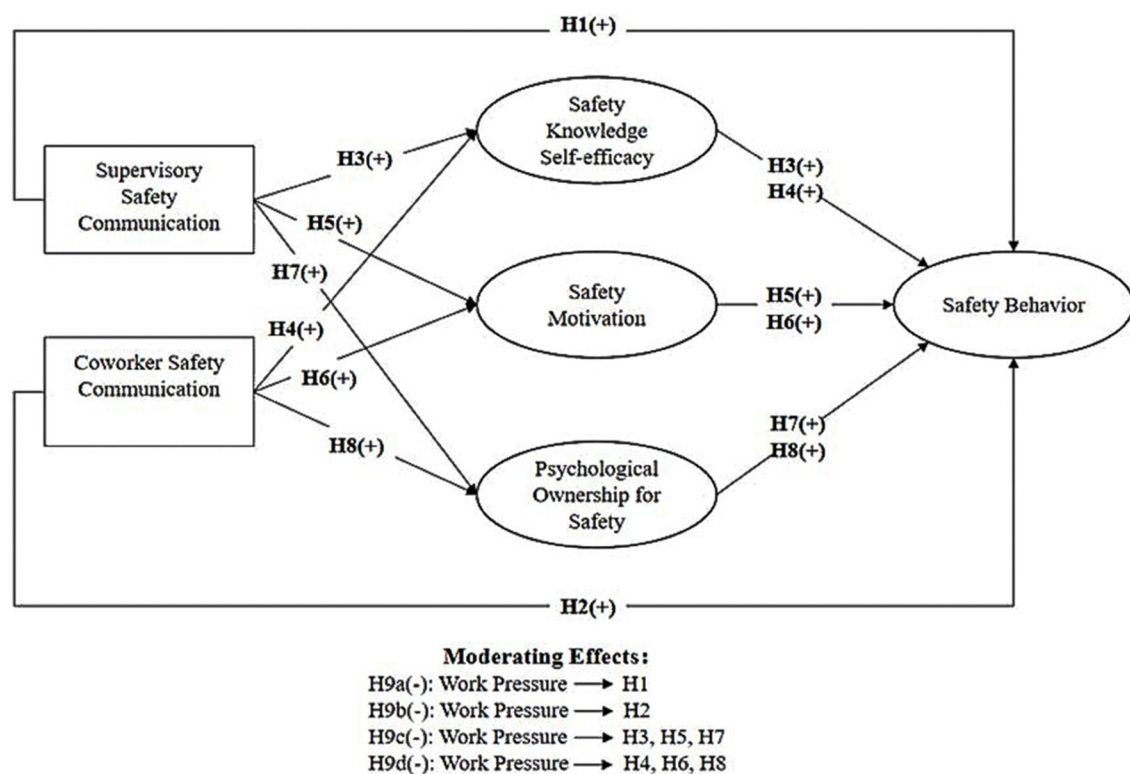 H1(+)
Safety
Knowledge
Self-efficacy
Supervisory
Safety
Communication
H3(+)
H3(+)
H4(+)
H5(+)
H7(+)
Safety
Motivation
H5(+)
H6(+)
Safety Behavior
H4(+)
Coworker Safety
Communication
H6(+)
H8(+)
H7(+)
H8(+)
Psychological
Ownership for
Safety
H2(+)
Moderating Effects:
H9a(-): Work Pressure ⟶ H1
H9b(-): Work Pressure ⟶ H2
H9c(-): Work Pressure ⟶ H3, H5, H7
H9d(-): Work Pressure ⟶ H4, H6, H8